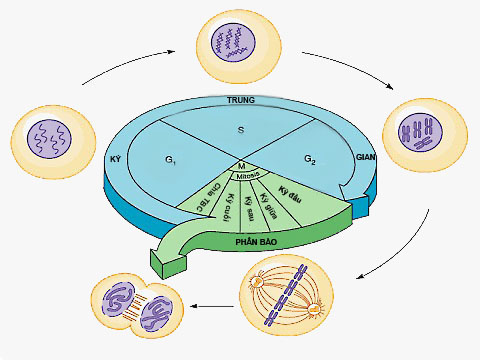 TRUNG
S
KỲ
G1
G2
GIAN
M
Mitosis
Chia TBC
Kỳ cuối
Kỳ sau
Kỳ giữa
Kỳ đầu
PHÂN BÀO